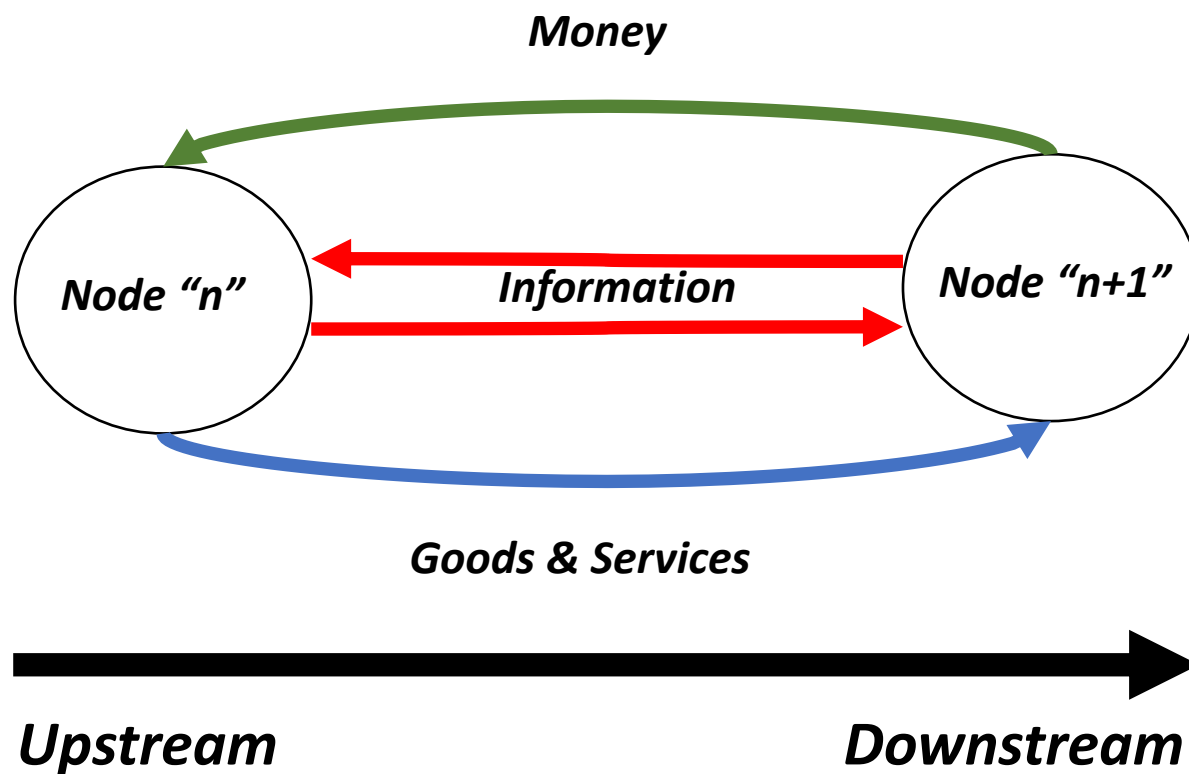 Money
Node “n”
Information
Node “n+1”
Goods & Services
Upstream
Downstream